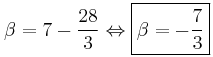 β = 7 − 28/3 ⇔ β = −7/3